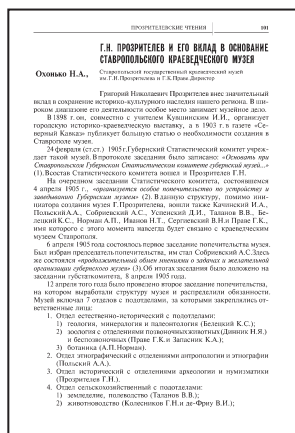 ПРОЗРИТЕЛЕВСКИЕ ЧТЕНИЯ 101
Г.Н. ПРОЗРИТЕЛЕВ И ЕГО ВКЛАД В ОСНОВАНИЕ
СТАВРОПОЛЬСКОГО КРАЕВЕДЧЕСКОГО МУЗЕЯ
Охонько Н.А., Ставропольский государственный краеведческий музей
им. Г.Н.Прозрителева и Г.К.Праве. Директор
Григорий Николаевич Прозрителев внес значительный
вклад в сохранение историко-культурного наследия нашего региона. В ши-
роком диапазоне его деятельности особое место занимает музейное дело.
В 1898 г. он, совместно с учителем Кувшинским И.И., организует
городскую историко-краеведческую выставку, а в 1903 г. в газете «Се-
верный Кавказ» публикует большую статью о необходимости создания в
Ставрополе музея.
24 февраля (ст.ст.) 1905 г. Губернский Статистический комитет учреж-
дает такой музей. В протоколе заседания было записано: «Основать при
Ставропольском Губернском Статистическом комитете губернский музей...»
(1). В состав Статистического комитета вошел и Прозрителев Г.Н.
На очередном заседании Статистического комитета, состоявшемся
4 апреля 1905 г., «организуется особое попечительство по устройству и
заведыванию Губернским музеем» (2). В данную структуру, помимо ини-
циатора создания музея Г.Прозрителева, вошли также Качинский И.А.,
Польский А.А., Собриевский А.С., Успенский Д.И., Таланов В.В., Бе-
лецкий К.С., Норман А.П., Иванов Н.Т., Сергиевский В.Н. и Праве Г.К.,
имя которого с этого момента навсегда будет связано с краеведческим
музеем Ставрополя.
6 апреля 1905 года состоялось первое заседание попечительства музея.
Был избран председатель попечительства, им стал Собриевский А.С. Здесь
же состоялся «продолжительный обмен мнениями о задачах и желательной
организации губернского музея» (3). Об итогах заседания было доложено на
заседании губстаткомитета, 8 апреля 1905 года.
12 апреля того года было проведено второе заседание попечительства,
на котором выработали структуру музея и распределили обязанности.
Музей включал 7 отделов с подотделами, за которыми закреплялись от-
ветственные лица:
1. Отдел естественно-исторический с подотделами:
1) геология, минералогия и палеонтология (Белецкий К.С.);
2) зоология с отделениями позвоночных животных (Динник Н.Я.)
и беспозвоночных (Праве Г.К. и Запасник К.А.);
3) ботаника (А.П.Норман).
2. Отдел этнографический с отделениями антропологии и этнографии
(Польский А.А.).
3. Отдел исторический с отделениями археологии и нумизматики
(Прозрителев Г.Н.).
4. Отдел сельскохозяйственный с подотделами:
1) земледелие, полеводство (Таланов В.В.);
2) животноводство (Колесников Г.Н. и де-Фриу В.И.);